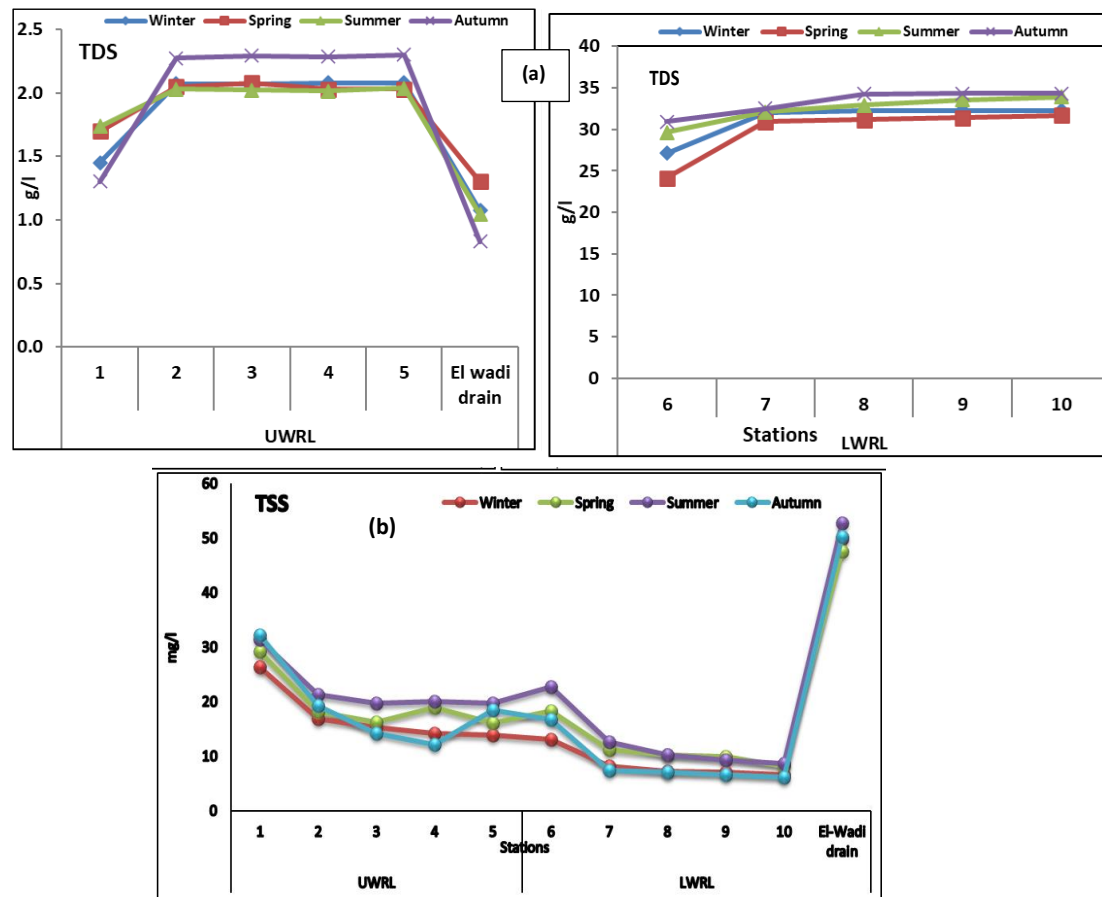 Winter Spring Summer Autumn
TDS
2.5
2.0
1.5
1.0
0.5
0.0
g/l
1 2 3 4 5 El wadi
drain
UWRL
(a)
Winter Spring Summer Autumn
TDS
40
35
30
25
20
15
10
5
0
g/l
6 7 8 9 10
Stations
LWRL
TSS
Winter Spring Summer Autumn
(b)
60
50
40
30
20
10
0
mg/l
1 2 3 4 5 6 7 8 9 10 El-Wadi
drain
Stations
UWRL LWRL